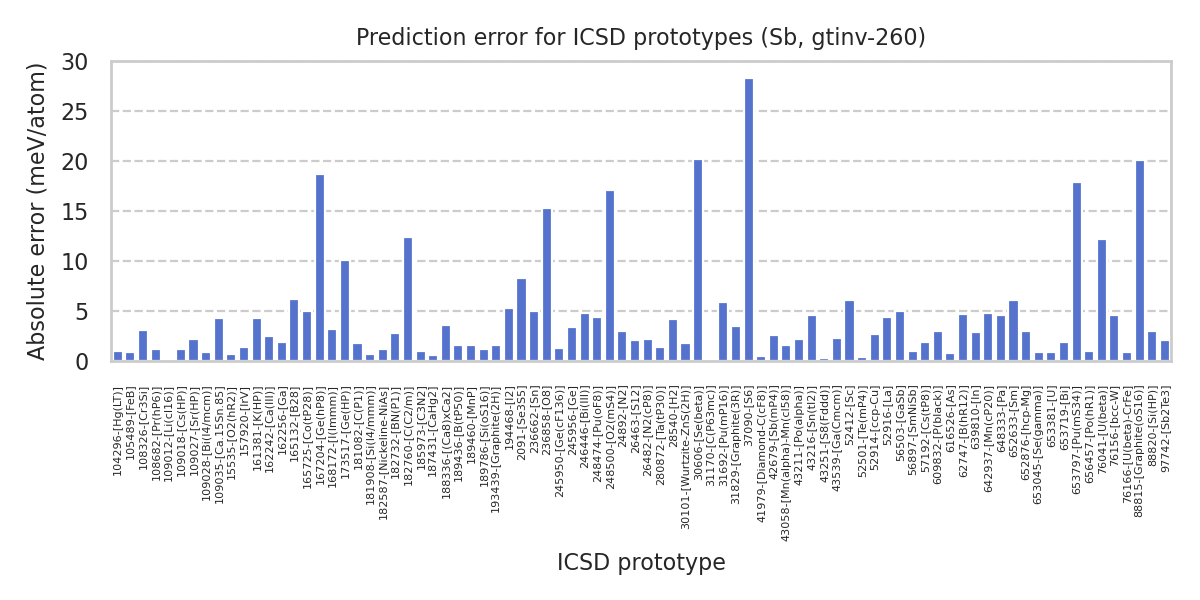 Prediction error for ICSD prototypes (Sb, gtinv-260)
Absolute error (meV/atom)
30
25
20
15
10
5
0
104296-[Hg(LT)]
105489-[FeB]
108326-[Cr3Si]
108682-[Pr(hP6)]
109012-[Li(cI16)]
109018-[Cs(HP)]
109027-[Sr(HP)]
109028-[Bi(I4/mcm)]
109035-[Ca.15Sn.85]
15535-[O2(hR2)]
157920-[IrV]
161381-[K(HP)]
162242-[Ca(III)]
162256-[Ga]
165132-[B28]
165725-[Co(tP28)]
167204-[Ge(hP8)]
168172-[I(Immm)]
173517-[Ge(HP)]
181082-[C(P1)]
181908-[Si(I4/mmm)]
182587-[Nickeline-NiAs]
182732-[BN(P1)]
182760-[C(C2/m)]
185973-[C3N2]
187431-[CaHg2]
188336-[(Ca8)xCa2]
189436-[B(tP50)]
189460-[MnP]
189786-[Si(oS16)]
193439-[Graphite(2H)]
194468-[I2]
2091-[Se3S5]
236662-[Sn]
236858-[O8]
245950-[Ge(cF136)]
245956-[Ge]
246446-[Bi(III)]
248474-[Pu(oF8)]
248500-[O2(mS4)]
24892-[N2]
26463-[S12]
26482-[N2(cP8)]
280872-[Ta(tP30)]
28540-[H2]
30101-[Wurtzite-ZnS(2H)]
30606-[Se(beta)]
31170-[C(P63mc)]
31692-[Pu(mP16)]
31829-[Graphite(3R)]
37090-[S6]
41979-[Diamond-C(cF8)]
42679-[Sb(mP4)]
43058-[Mn(alpha)-Mn(cI58)]
43211-[Po(alpha)]
43216-[Sn(tI4)]
43251-[S8(Fddd)]
43539-[Ga(Cmcm)]
52412-[Sc]
52501-[Te(mP4)]
52914-[ccp-Cu]
52916-[La]
56503-[GaSb]
56897-[SmNiSb]
57192-[Cs(tP8)]
609832-[P(black)]
616526-[As]
62747-[B(hR12)]
639810-[In]
642937-[Mn(cP20)]
648333-[Pa]
652633-[Sm]
652876-[hcp-Mg]
653045-[Se(gamma)]
653381-[U]
653719-[I]
653797-[Pu(mS34)]
656457-[Po(hR1)]
76041-[U(beta)]
76156-[bcc-W]
76166-[U(beta)-CrFe]
88815-[Graphite(oS16)]
88820-[Si(HP)]
97742-[Sb2Te3]
ICSD prototype